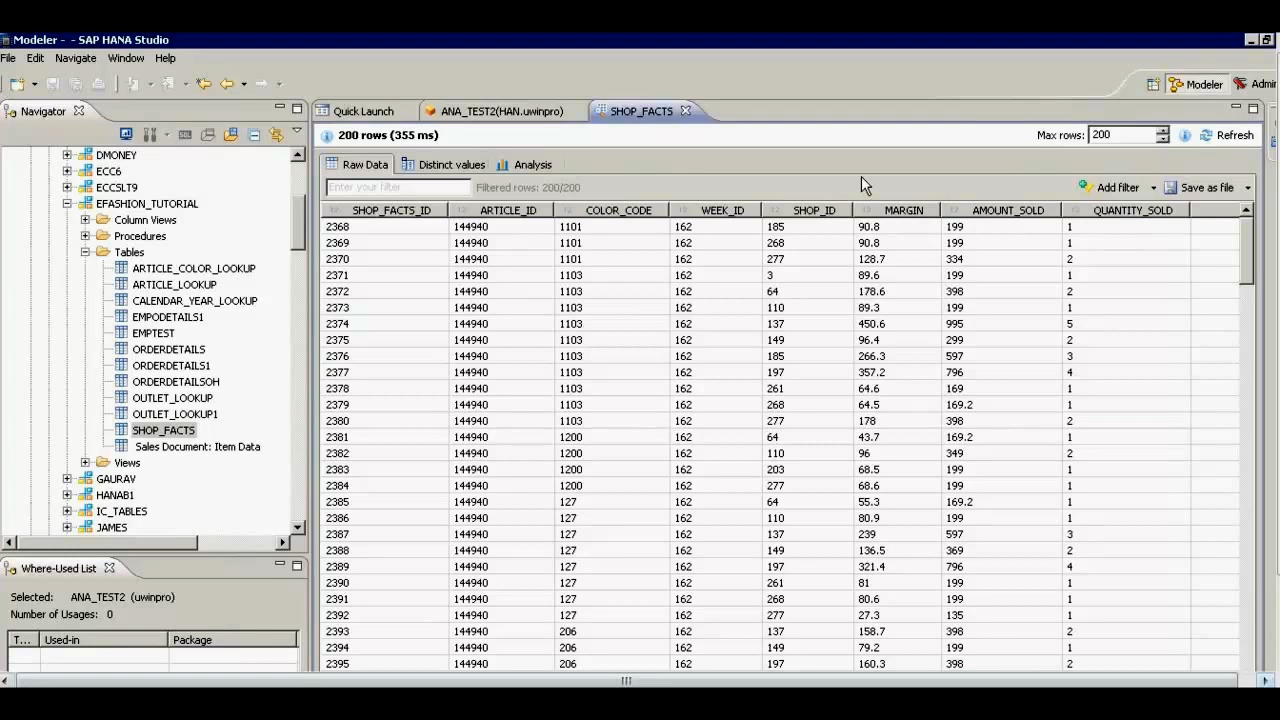 Modeler - - SAP HANA Studio
File Edit Navigate Window Help
Modeler Admin
Navigator
DMONEY
ECC6
ECCSLT9
EFASHION_TUTORIAL
Column Views
Procedures
Tables
ARTICLE_COLOR_LOOKUP
ARTICLE_LOOKUP
CALENDAR_YEAR_LOOKUP
EMPODETAILS1
EMPTEST
ORDERDETAILS
ORDERDETAILS1
ORDERDETAILSOH
OUTLET_LOOKUP
OUTLET_LOOKUP1
SHOP_FACTS
Sales Document: Item Data
Views
GAURAV
HANAB1
IC_TABLES
JAMES
Where-Used List
Selected: ANA_TEST2 (uwinpro)
Number of Usages: 0
T... Used-in Package
Quick Launch ANA_TEST2(HAN.uwinpro) SHOP_FACTS
200 rows (355 ms) Max rows: 200 Refresh
Raw Data Distinct values Analysis
Enter your filter Filtered rows: 200/200 Add filter Save as file
SHOP_FACTS_ID ARTICLE_ID COLOR_CODE WEEK_ID SHOP_ID MARGIN AMOUNT_SOLD QUANTITY_SOLD
2368 144940 1101 162 185 90.8 199 1
2369 144940 1101 162 268 90.8 199 1
2370 144940 1101 162 277 128.7 334 2
2371 144940 1103 162 3 89.6 199 1
2372 144940 1103 162 64 178.6 398 2
2373 144940 1103 162 110 89.3 199 1
2374 144940 1103 162 137 450.6 995 5
2375 144940 1103 162 149 96.4 299 2
2376 144940 1103 162 185 266.3 597 3
2377 144940 1103 162 197 357.2 796 4
2378 144940 1103 162 261 64.6 169 1
2379 144940 1103 162 268 64.5 169.2 1
2380 144940 1103 162 277 178 398 2
2381 144940 1200 162 64 43.7 169.2 1
2382 144940 1200 162 110 96 349 2
2383 144940 1200 162 203 68.5 199 1
2384 144940 1200 162 277 68.6 199 1
2385 144940 127 162 64 55.3 169.2 1
2386 144940 127 162 110 80.9 199 1
2387 144940 127 162 137 239 597 3
2388 144940 127 162 149 136.5 369 2
2389 144940 127 162 197 321.4 796 4
2390 144940 127 162 261 81 199 1
2391 144940 127 162 268 80.6 199 1
2392 144940 127 162 277 27.3 135 1
2393 144940 206 162 137 158.7 398 2
2394 144940 206 162 149 79.2 199 1
2395 144940 206 162 197 160.3 398 2